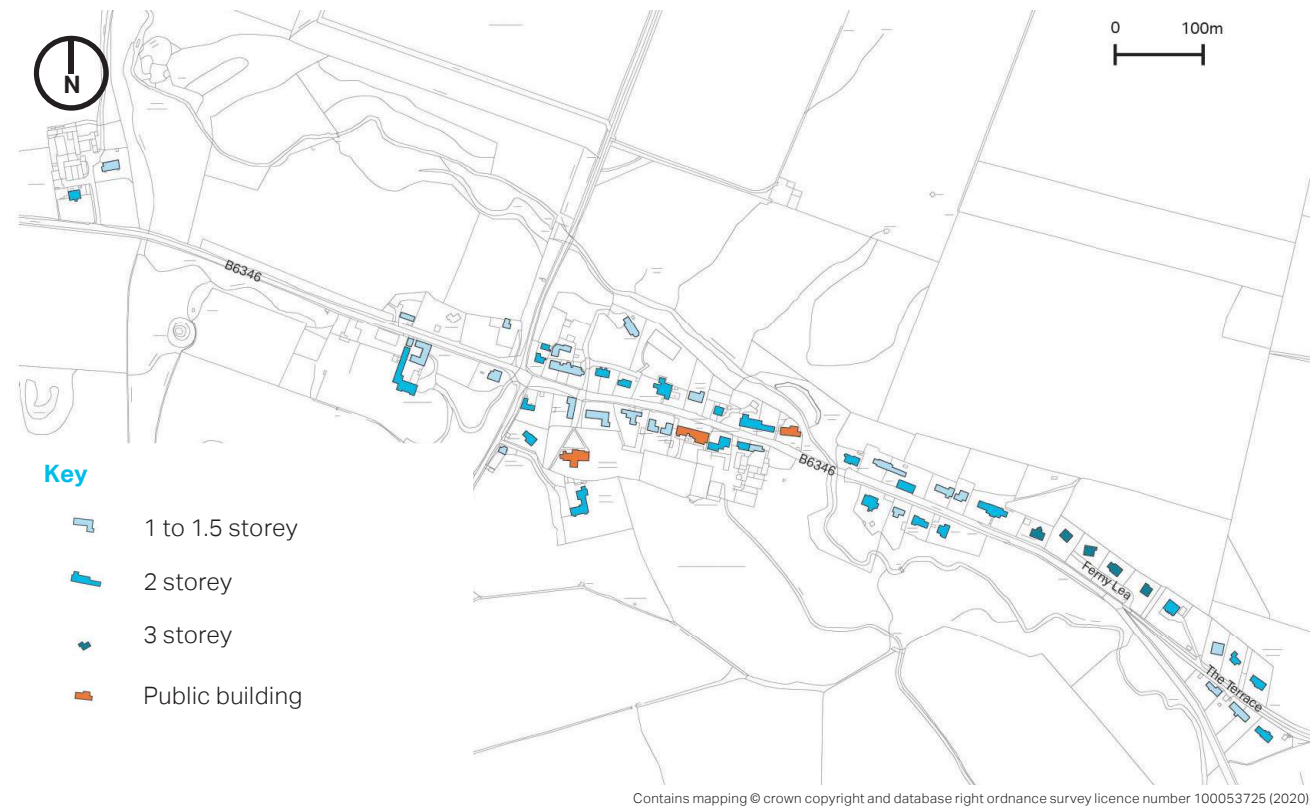 0 100m
N
B6346
B6346
Key
1 to 1.5 storey
2 storey
3 storey
Public building
Ferny Lea
The Terrace
Contains mapping © crown copyright and database right ordnance survey licence number 100053725 (2020)